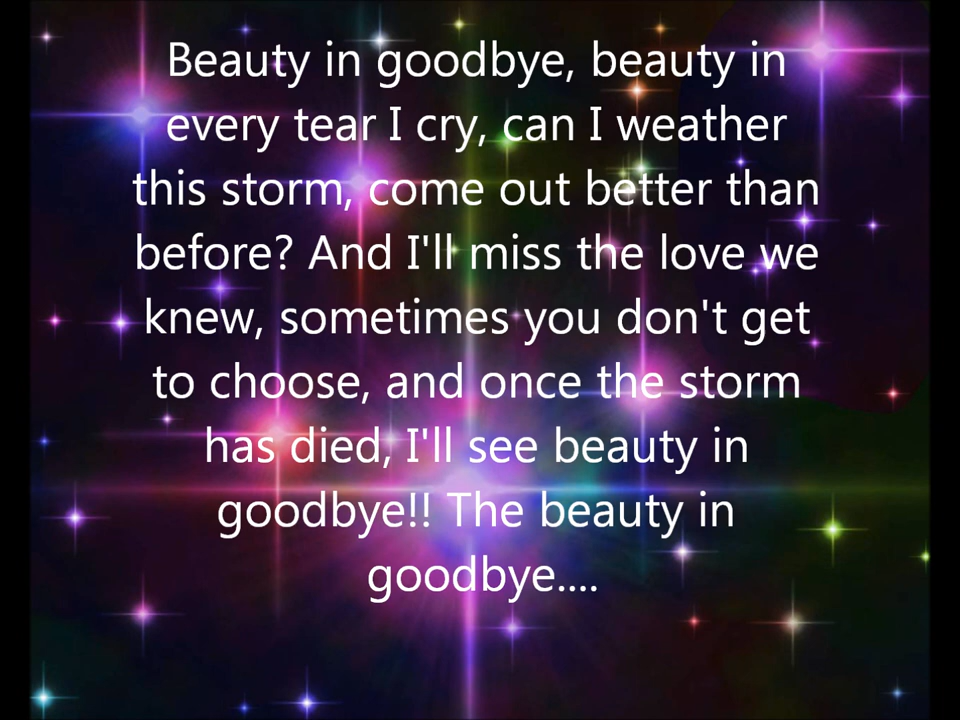 Beauty in goodbye, beauty in
every tear I cry, can I weather
this storm, come out better than
before? And I'll miss the love we
knew, sometimes you don't get
to choose, and once the storm
has died, I'll see beauty in
goodbye!! The beauty in
goodbye....